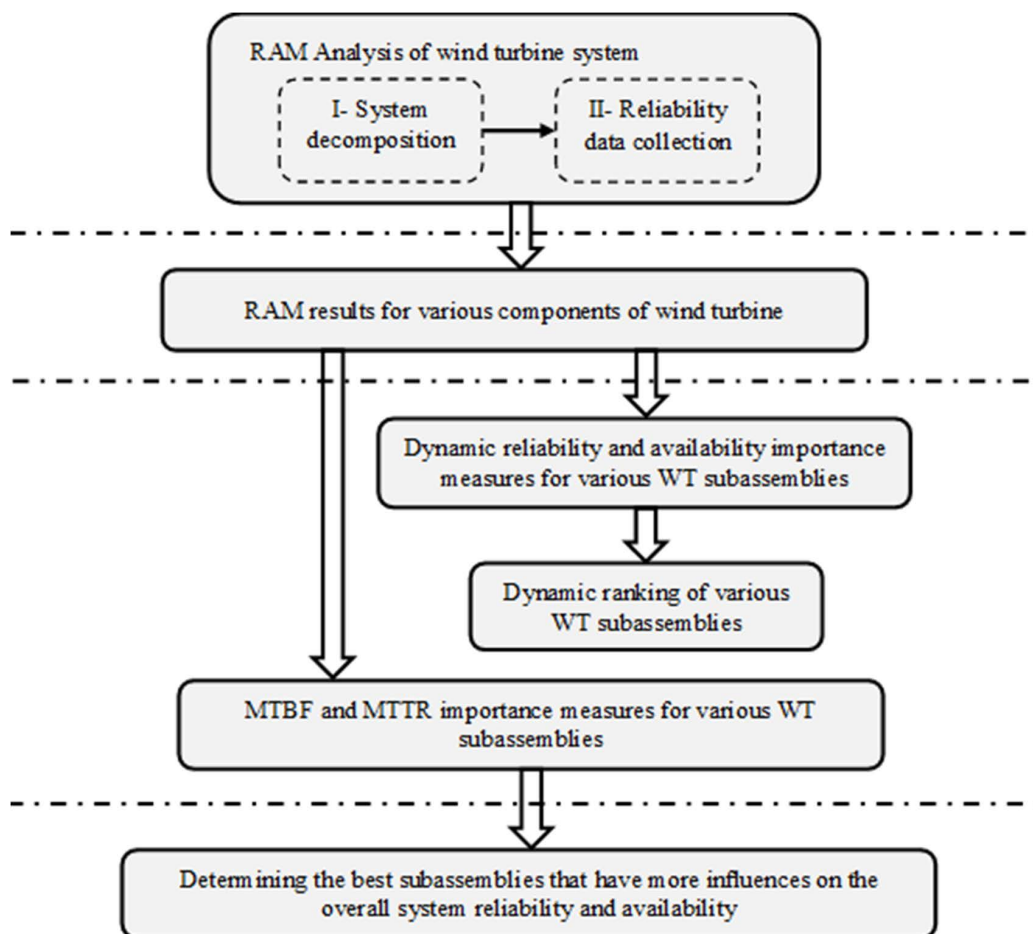 RAM Analysis of wind turbine system
I- System
decomposition
II- Reliability
data collection
RAM results for various components of wind turbine
Dynamic reliability and availability importance
measures for various WT subassemblies
Dynamic ranking of various
WT subassemblies
MTBF and MTTR importance measures for various WT
subassemblies
Determining the best subassemblies that have more influences on the
overall system reliability and availability